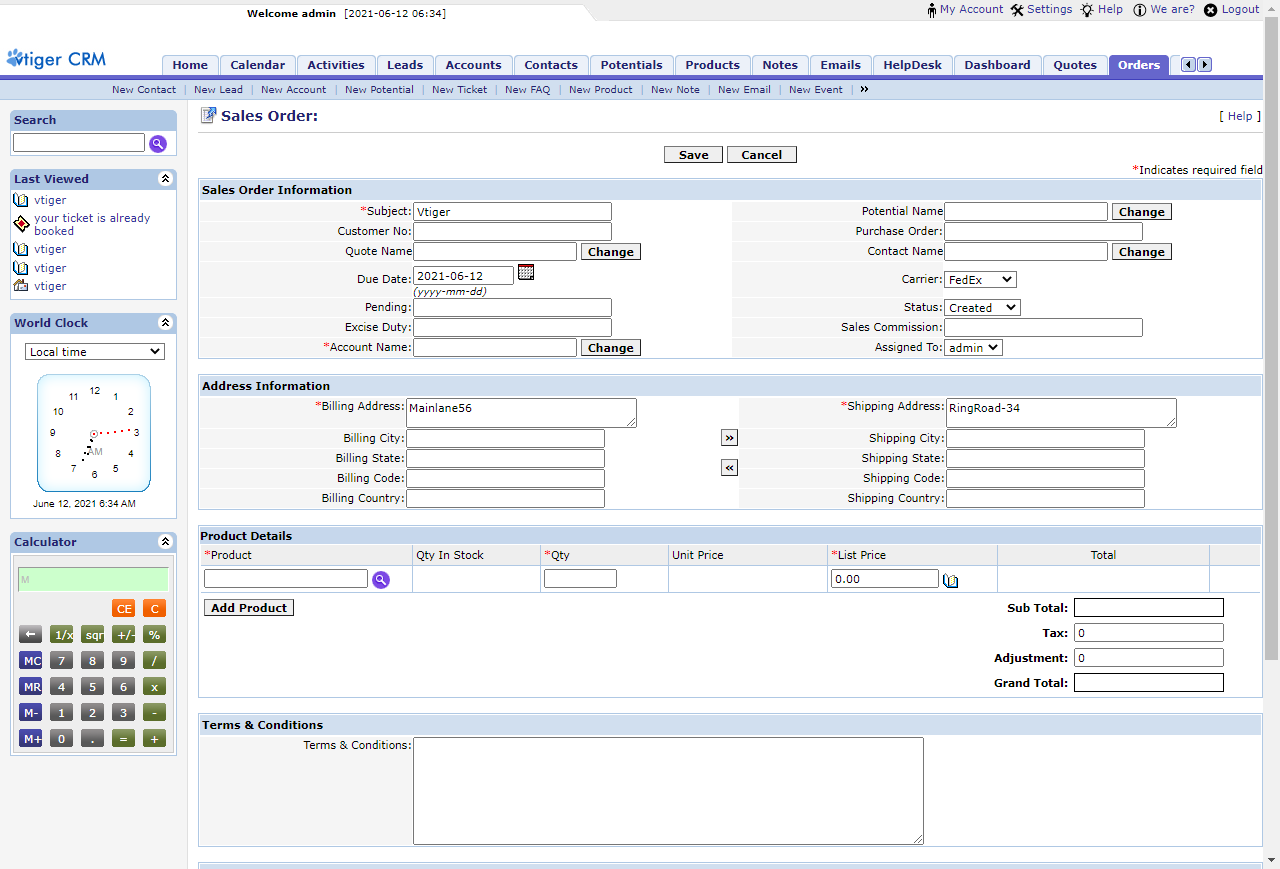 Welcome admin [2021-06-12 06:34]
My Account Settings Help We are? Logout
vtiger CRM
Home Calendar Activities Leads Accounts Contacts Potentials Products Notes Emails HelpDesk Dashboard Quotes Orders
New Contact | New Lead | New Account | New Potential | New Ticket | New FAQ | New Product | New Note | New Email | New Event | »
Search
Last Viewed
vtiger
your ticket is already
booked
vtiger
vtiger
vtiger
World Clock
Local time
12
11 1
10 2
9 3
8 AM 4
7 5
6
June 12, 2021 6:34 AM
Calculator
M
CE C
← 1/x sqr +/- %
MC 7 8 9 /
MR 4 5 6 x
M- 1 2 3 -
M+ 0 . = +
Sales Order:
[ Help ]
Save Cancel
*Indicates required field
Sales Order Information
*Subject: Vtiger Potential Name Change
Customer No: Purchase Order:
Quote Name Change Contact Name Change
Due Date: 2021-06-12 Carrier: FedEx
(yyyy-mm-dd)
Pending: Status: Created
Excise Duty: Sales Commission:
*Account Name: Change Assigned To: admin
Address Information
*Billing Address: Mainlane56 *Shipping Address: RingRoad-34
Billing City: » Shipping City:
Billing State: Shipping State:
« 
Billing Code: Shipping Code:
Billing Country: Shipping Country:
Product Details
*Product Qty In Stock *Qty Unit Price *List Price Total
0.00
Add Product Sub Total:
Tax: 0
Adjustment: 0
Grand Total:
Terms & Conditions
Terms & Conditions: